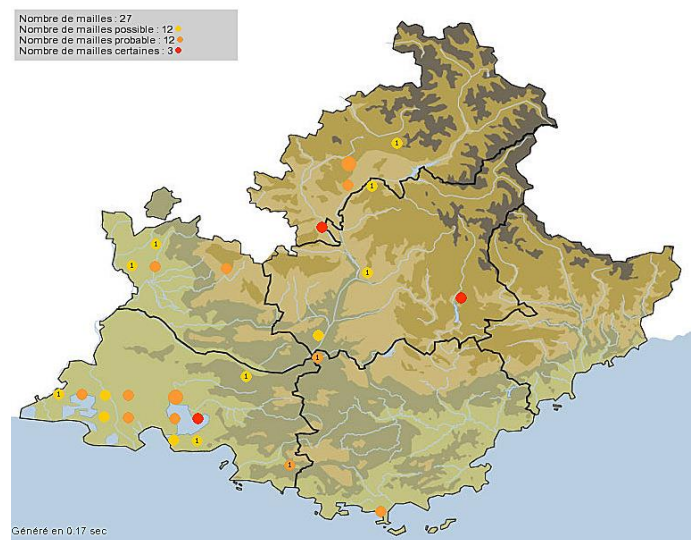 Nombre de mailles : 27
Nombre de mailles possible : 12
Nombre de mailles probable : 12
Nombre de mailles certaines : 3
1
1
1
1
1
1
1
1
1
1
Généré en 0.17 sec